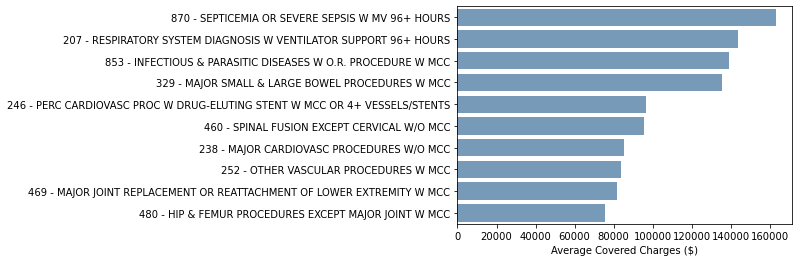 870 - SEPTICEMIA OR SEVERE SEPSIS W MV 96+ HOURS
207 - RESPIRATORY SYSTEM DIAGNOSIS W VENTILATOR SUPPORT 96+ HOURS
853 - INFECTIOUS & PARASITIC DISEASES W O.R. PROCEDURE W MCC
329 - MAJOR SMALL & LARGE BOWEL PROCEDURES W MCC
246 - PERC CARDIOVASC PROC W DRUG-ELUTING STENT W MCC OR 4+ VESSELS/STENTS
460 - SPINAL FUSION EXCEPT CERVICAL W/O MCC
238 - MAJOR CARDIOVASC PROCEDURES W/O MCC
252 - OTHER VASCULAR PROCEDURES W MCC
469 - MAJOR JOINT REPLACEMENT OR REATTACHMENT OF LOWER EXTREMITY W MCC
480 - HIP & FEMUR PROCEDURES EXCEPT MAJOR JOINT W MCC
0 20000 40000 60000 80000 100000 120000 140000 160000
Average Covered Charges ($)